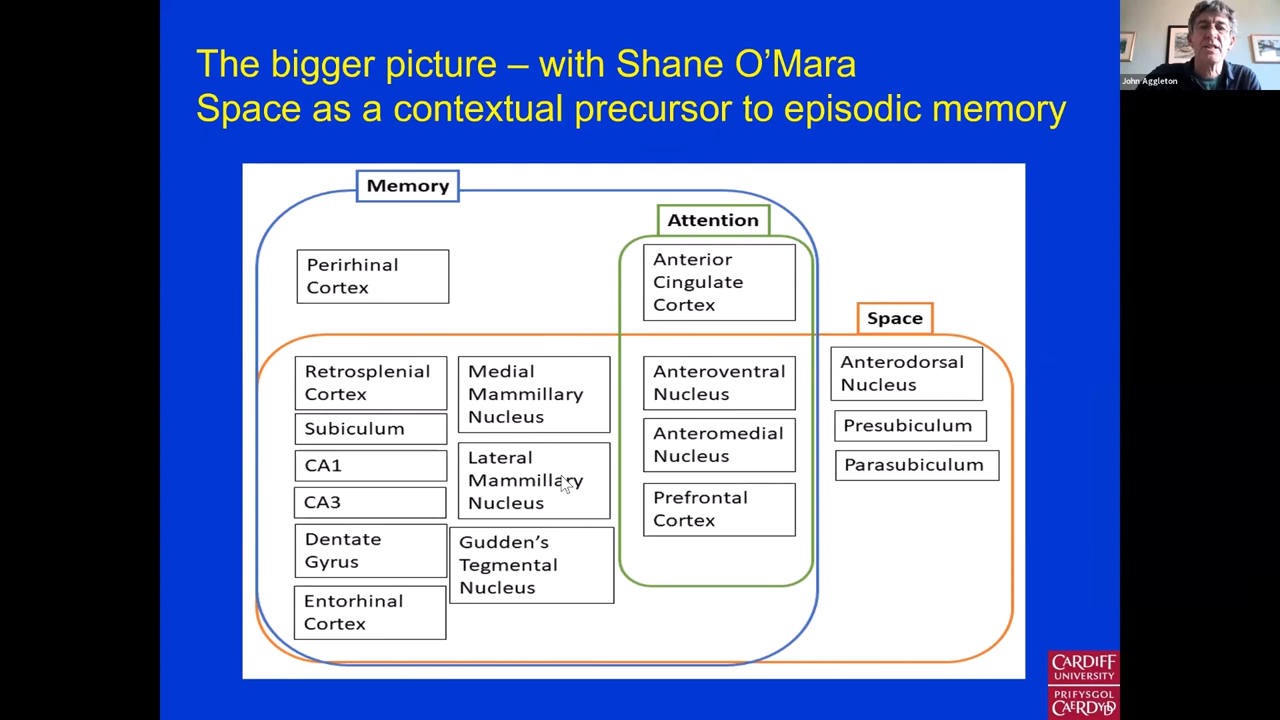 The bigger picture – with Shane O’Mara
Space as a contextual precursor to episodic memory
John Aggleton
Memory
Attention
Perirhinal
Cortex
Anterior
Cingulate
Cortex
Space
Retrosplenial
Cortex
Subiculum
CA1
CA3
Dentate
Gyrus
Entorhinal
Cortex
Medial
Mammillary
Nucleus
Lateral
Mammillary
Nucleus
Gudden’s
Tegmental
Nucleus
Anteroventral
Nucleus
Anteromedial
Nucleus
Prefrontal
Cortex
Anterodorsal
Nucleus
Presubiculum
Parasubiculum
CARDIFF
UNIVERSITY
PRIFYSGOL
CAERDYDD